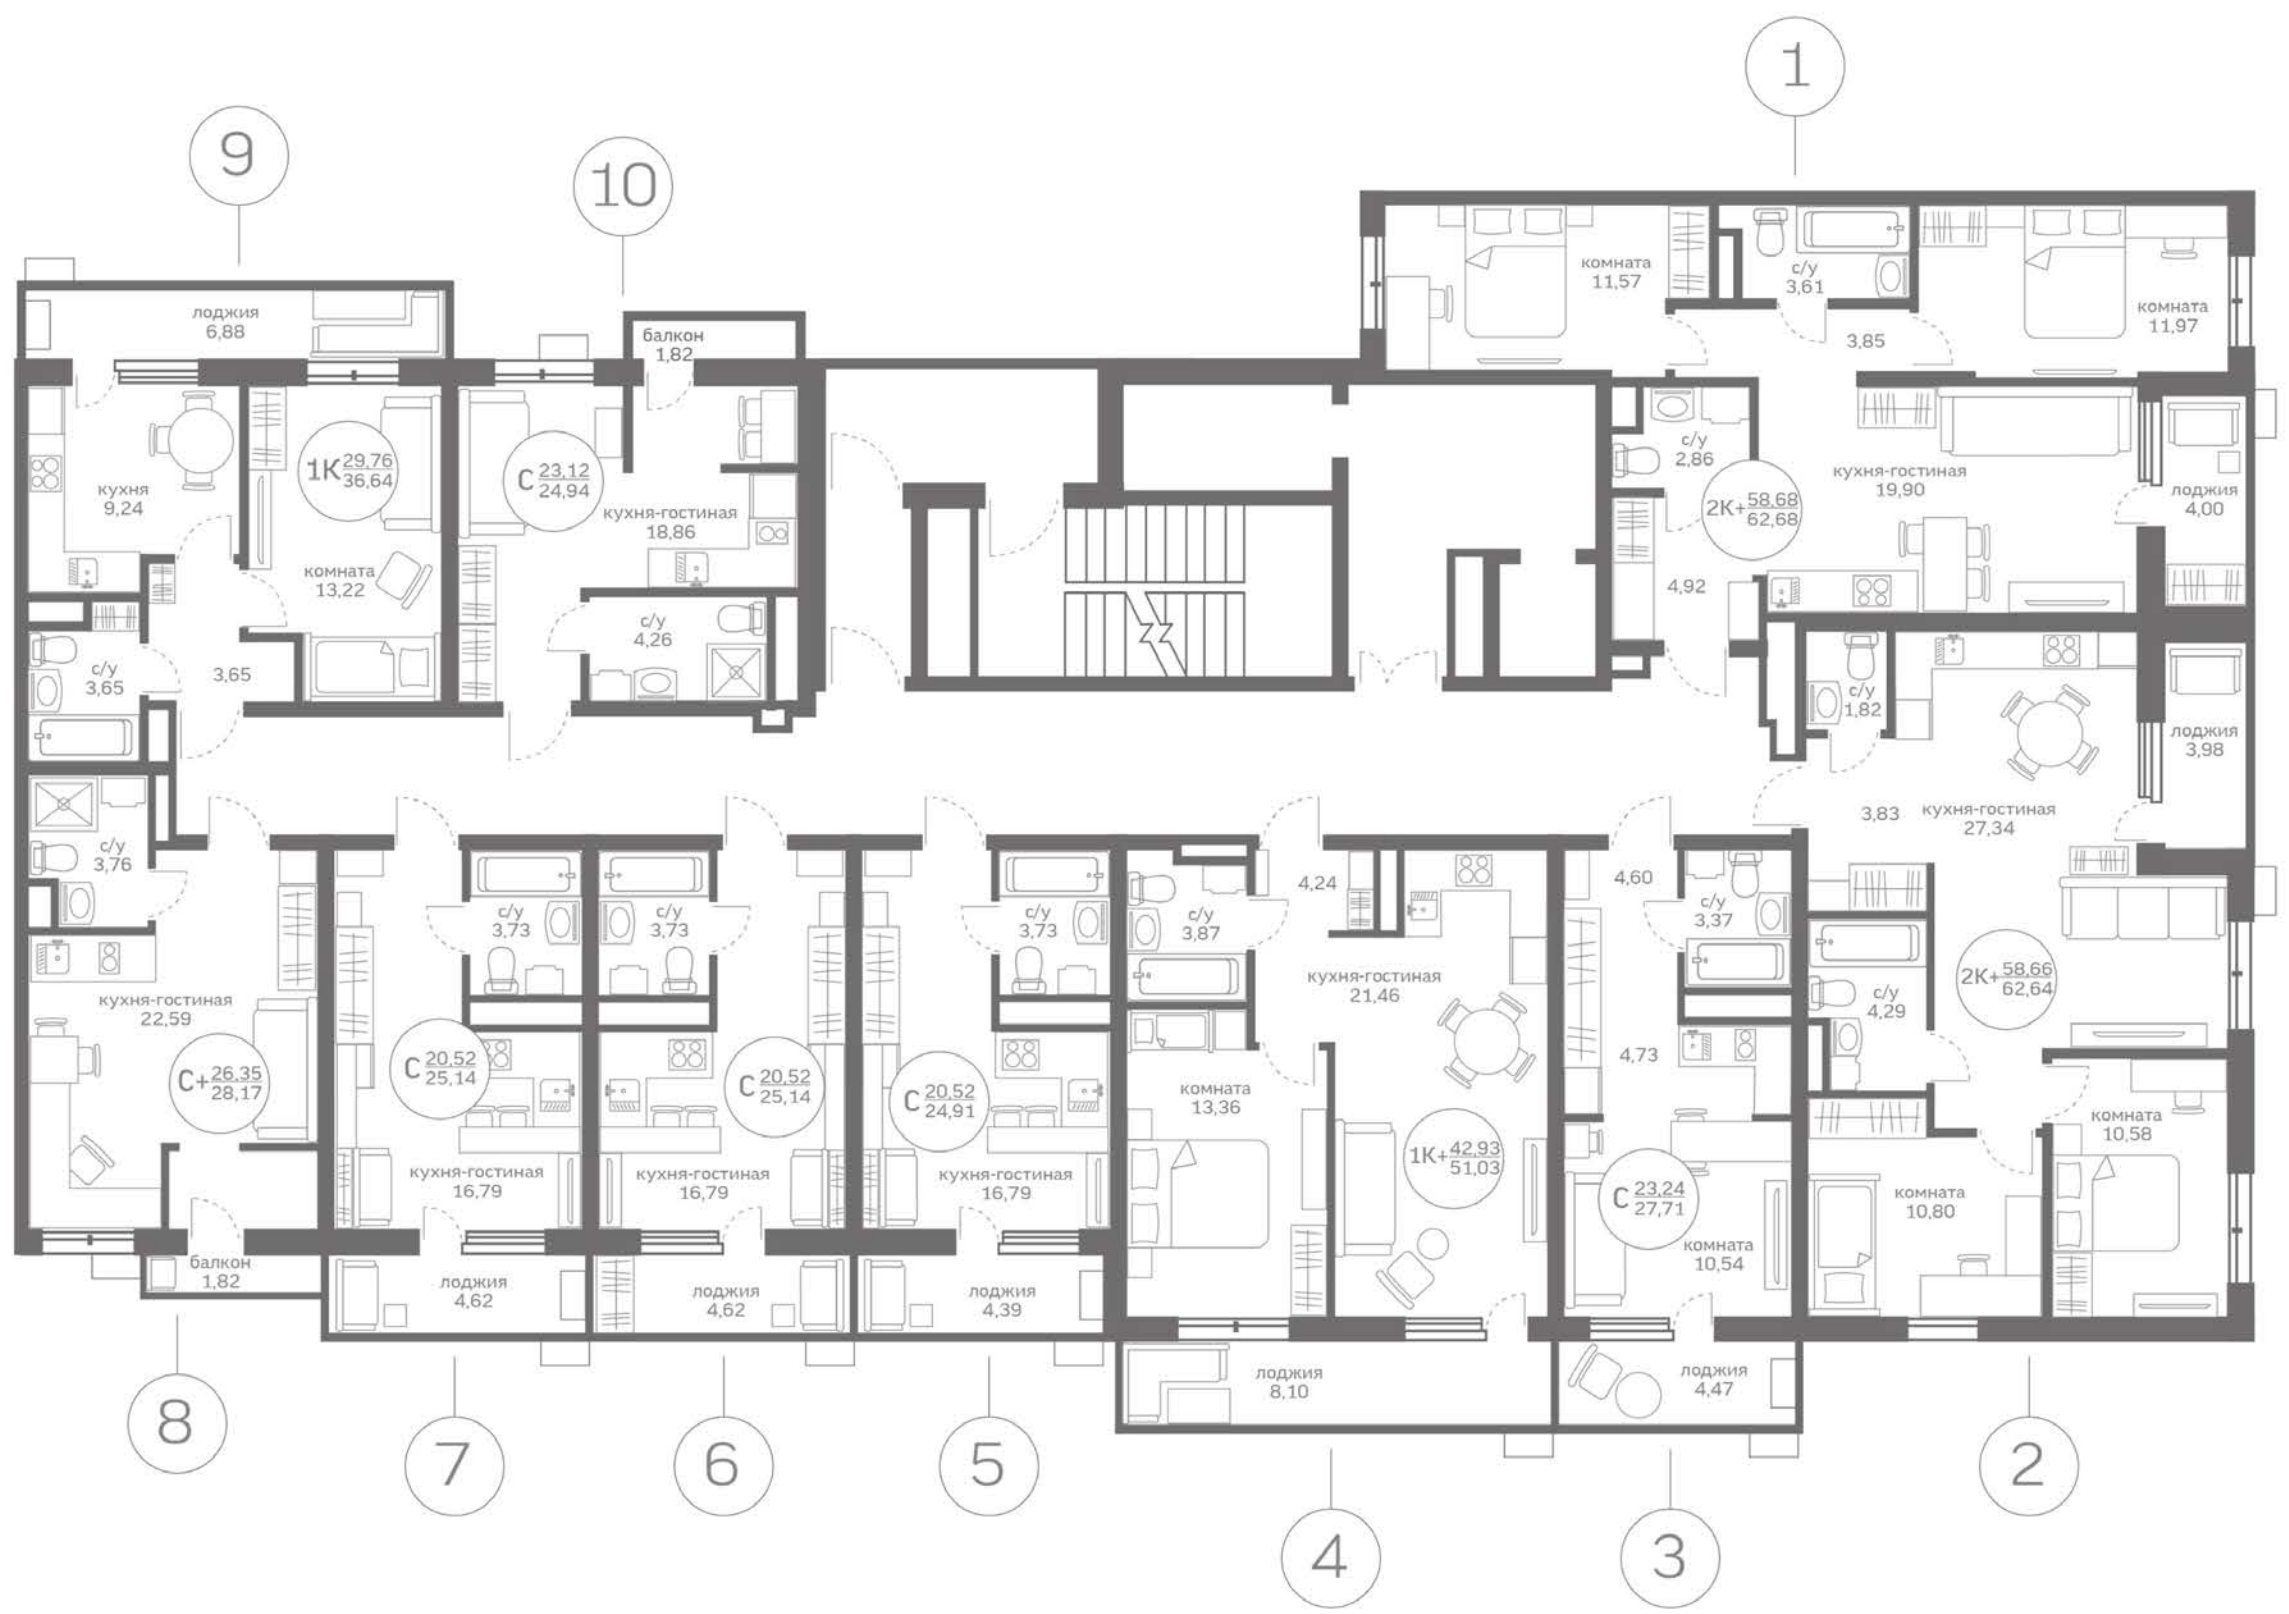 1
9
10
комната
11,57
с/у
3,61
комната
11,97
3,85
лоджия
6,88
балкон
1,82
кухня
9,24
1К 29,76
36,64
комната
13,22
С 23,12
24,94
кухня-гостиная
18,86
с/у
4,26
с/у
3,65
3,65
с/у
2,86
2К+ 58,68
62,68
кухня-гостиная
19,90
лоджия
4,00
4,92
с/у
1,82
лоджия
3,98
3,83
кухня-гостиная
27,34
с/у
3,76
кухня-гостиная
22,59
С+ 26,35
28,17
балкон
1,82
с/у
3,73
С 20,52
25,14
кухня-гостиная
16,79
лоджия
4,62
с/у
3,73
С 20,52
25,14
кухня-гостиная
16,79
лоджия
4,62
с/у
3,73
С 20,52
24,91
кухня-гостиная
16,79
лоджия
4,39
с/у
3,87
4,24
кухня-гостиная
21,46
комната
13,36
1К+ 42,93
51,03
лоджия
8,10
4,60
с/у
3,37
4,73
С 23,24
27,71
комната
10,54
лоджия
4,47
2К+ 58,66
62,64
с/у
4,29
комната
10,58
комната
10,80
8
7
6
5
4
3
2